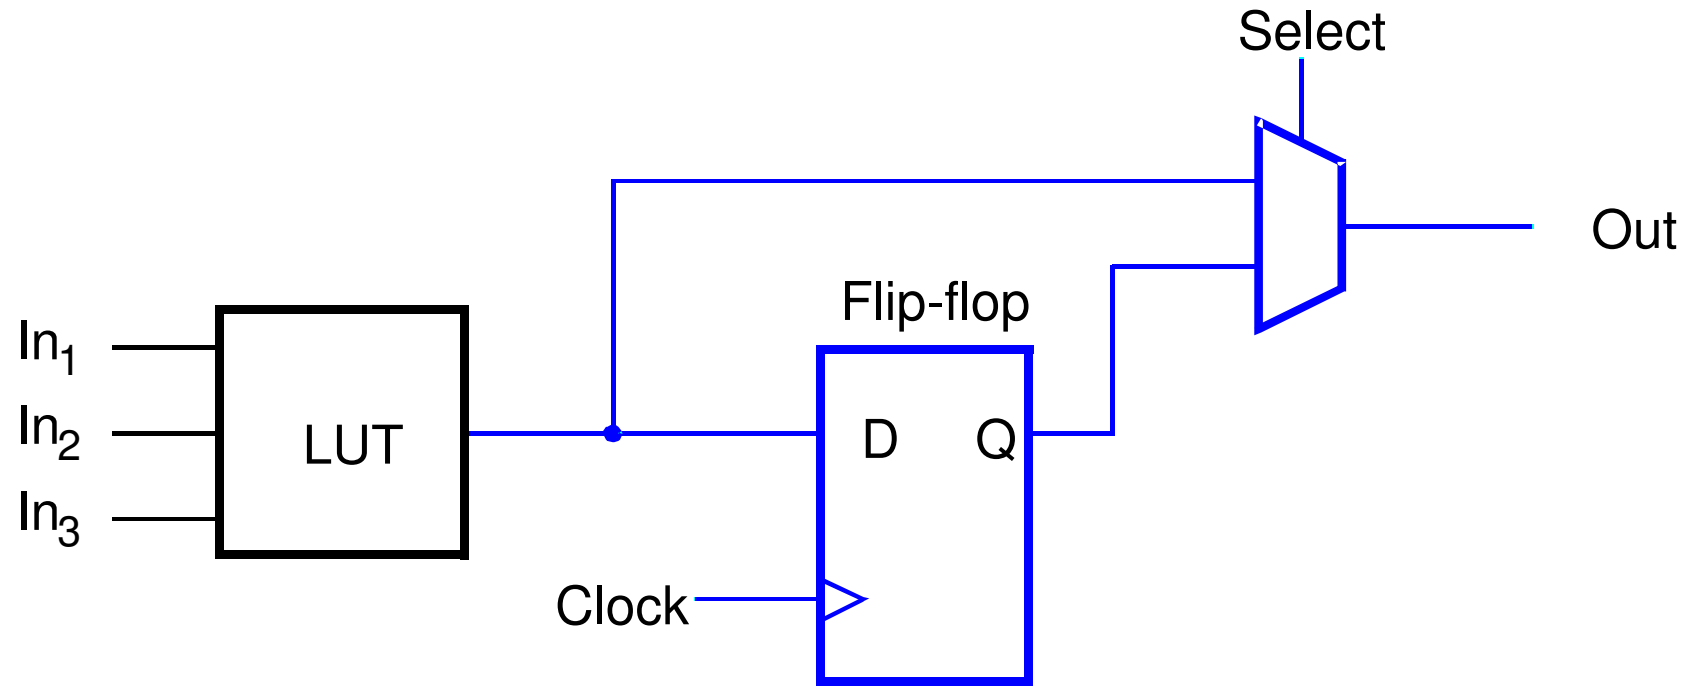 Select
Out
Flip-flop
In1
In2
In3
LUT
D
Q
Clock